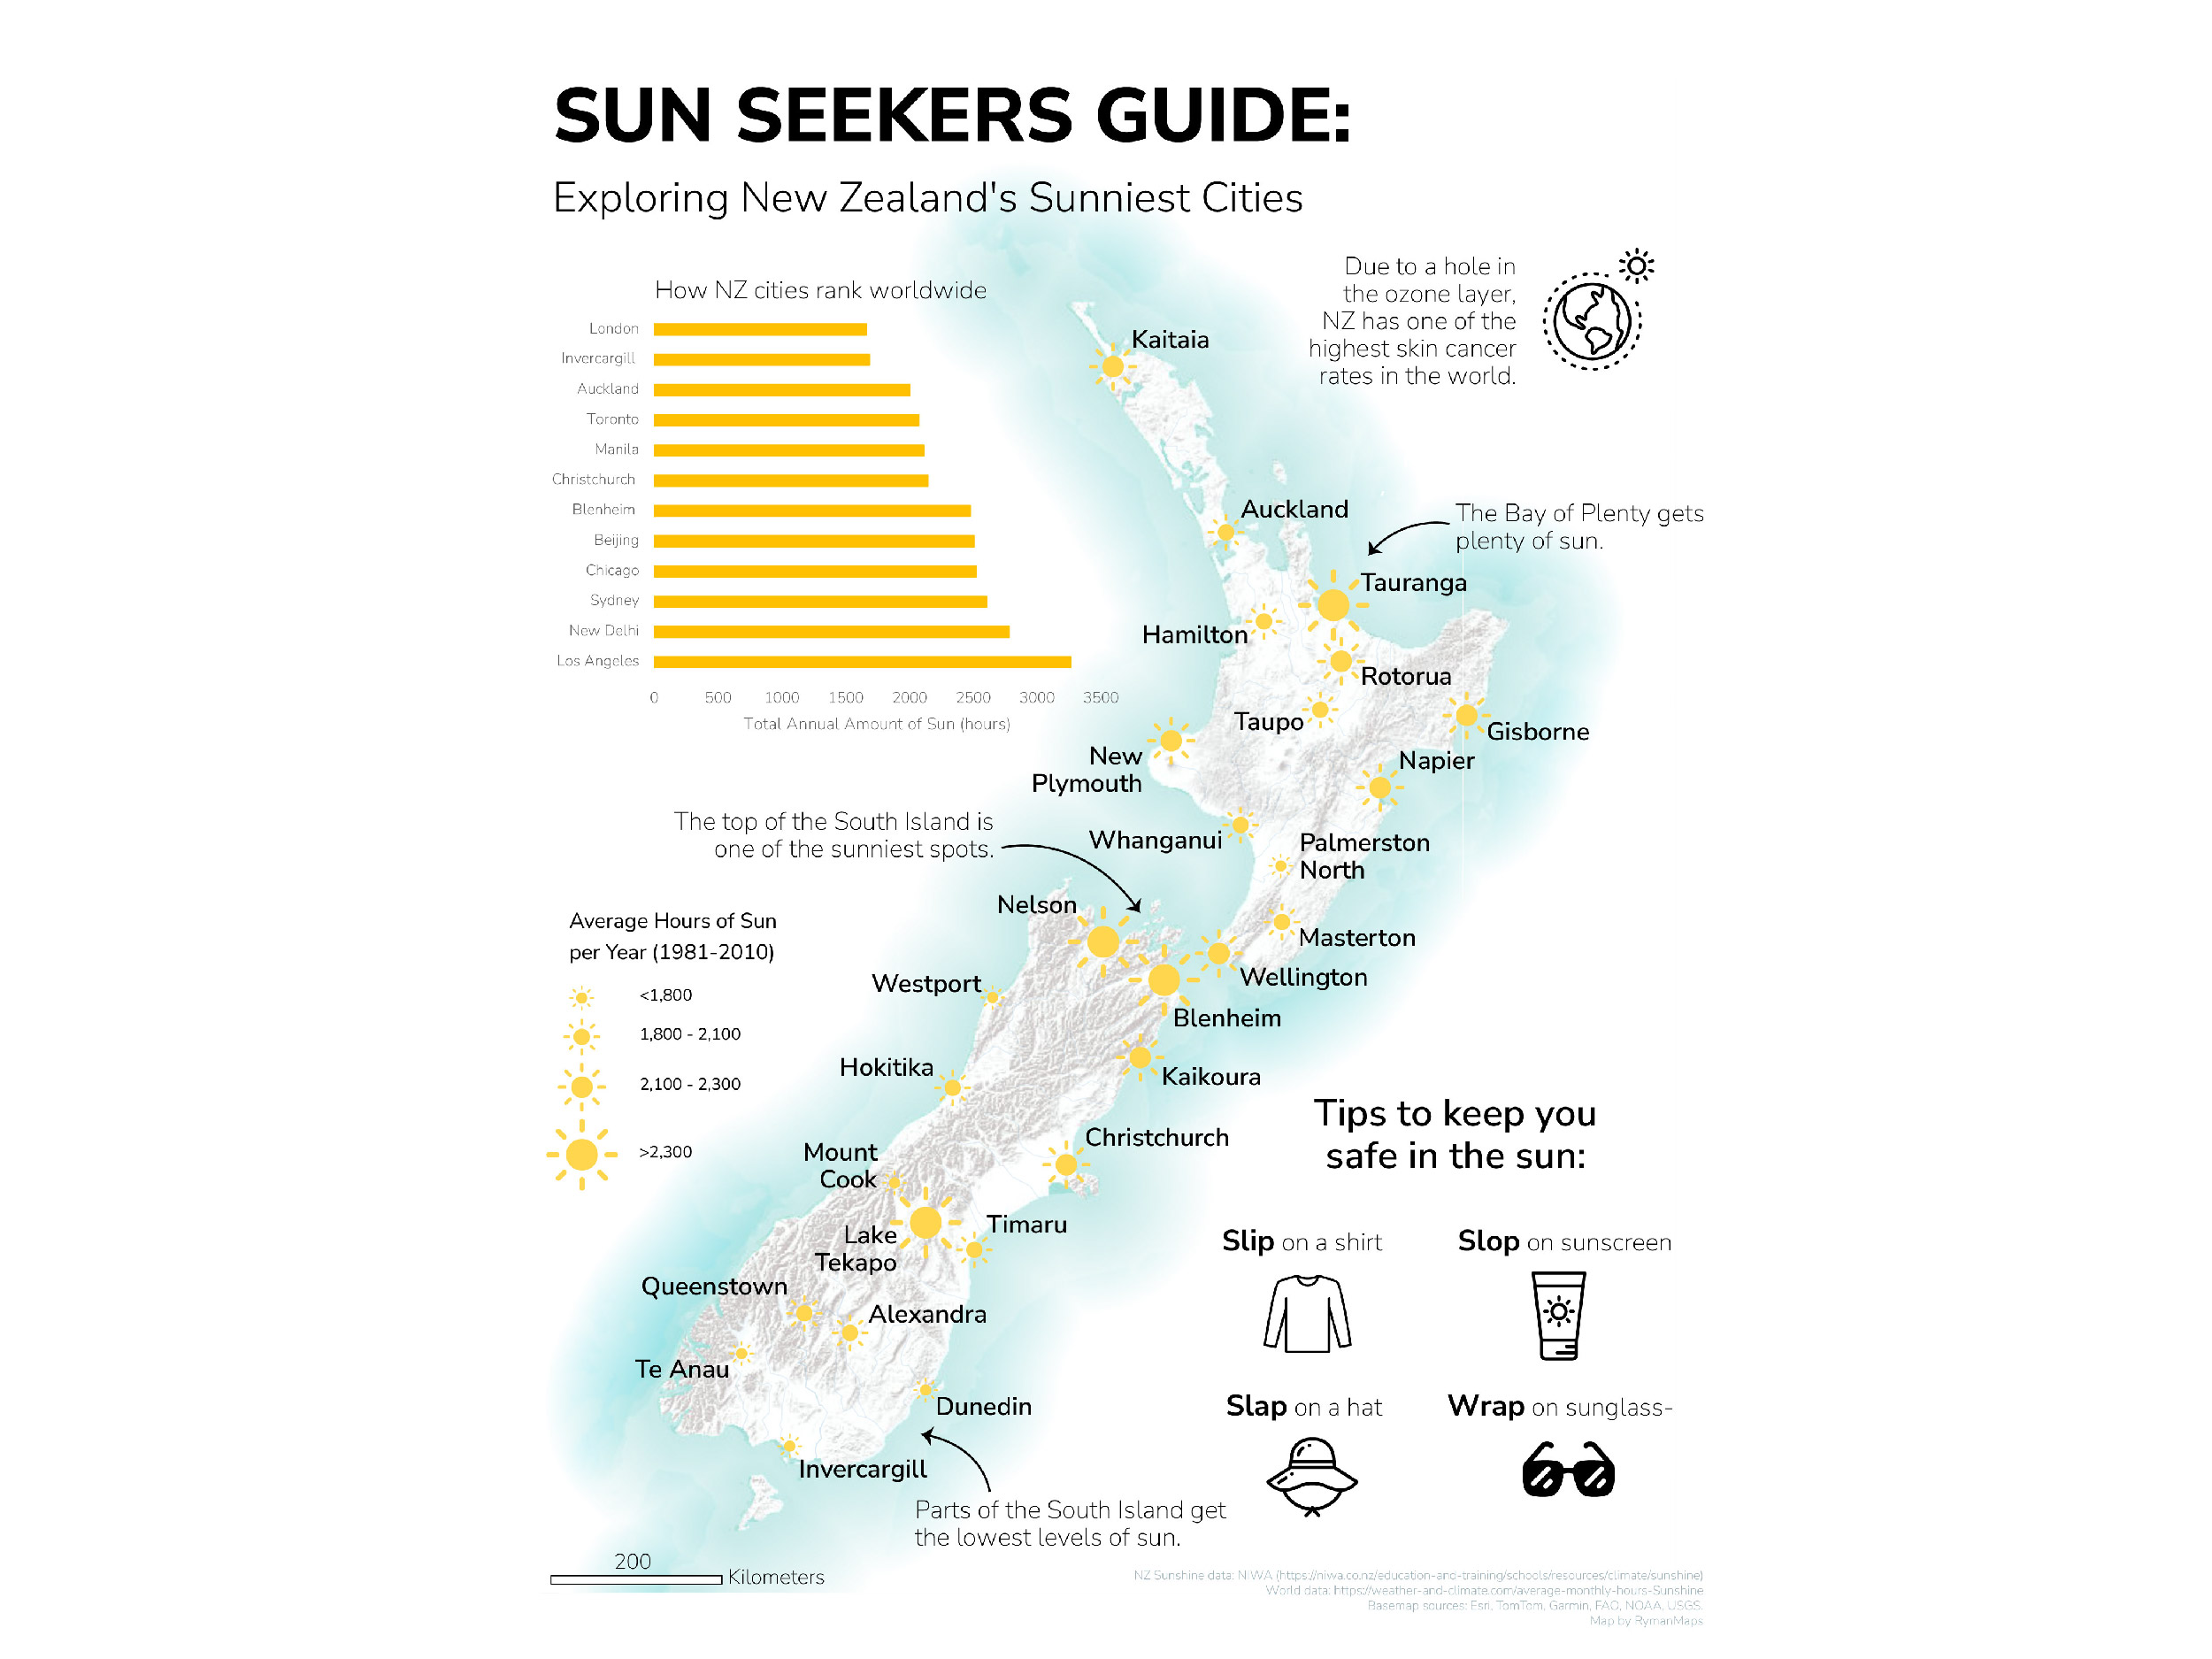 SUN SEEKERS GUIDE:
Exploring New Zealand's Sunniest Cities
How NZ cities rank worldwide
London
Invercargill
Auckland
Toronto
Manila
Christchurch
Blenheim
Beijing
Chicago
Sydney
New Delhi
Los Angeles
0 500 1000 1500 2000 2500 3000 3500
Total Annual Amount of Sun (hours)
Due to a hole in
the ozone layer,
NZ has one of the
highest skin cancer
rates in the world.
Kaitaia
Auckland
The Bay of Plenty gets
plenty of sun.
Tauranga
Hamilton
Rotorua
Taupo
Gisborne
New
Plymouth
Napier
The top of the South Island is
one of the sunniest spots.
Whanganui
Palmerston
North
Nelson
Masterton
Wellington
Westport
Blenheim
Hokitika
Kaikoura
Christchurch
Mount
Cook
Lake
Tekapo
Timaru
Queenstown
Alexandra
Te Anau
Dunedin
Invercargill
Parts of the South Island get
the lowest levels of sun.
Average Hours of Sun
per Year (1981-2010)
<1,800
1,800 - 2,100
2,100 - 2,300
>2,300
Tips to keep you
safe in the sun:
Slip on a shirt
Slop on sunscreen
Slap on a hat
Wrap on sunglass-
200
Kilometers
NZ Sunshine data: NIWA (https://niwa.co.nz/education-and-training/schools/resources/climate/sunshine)
World data: https://weather-and-climate.com/average-monthly-hours-Sunshine
Basemap sources: Esri, TomTom, Garmin, FAO, NOAA, USGS.
Map by RymanMaps